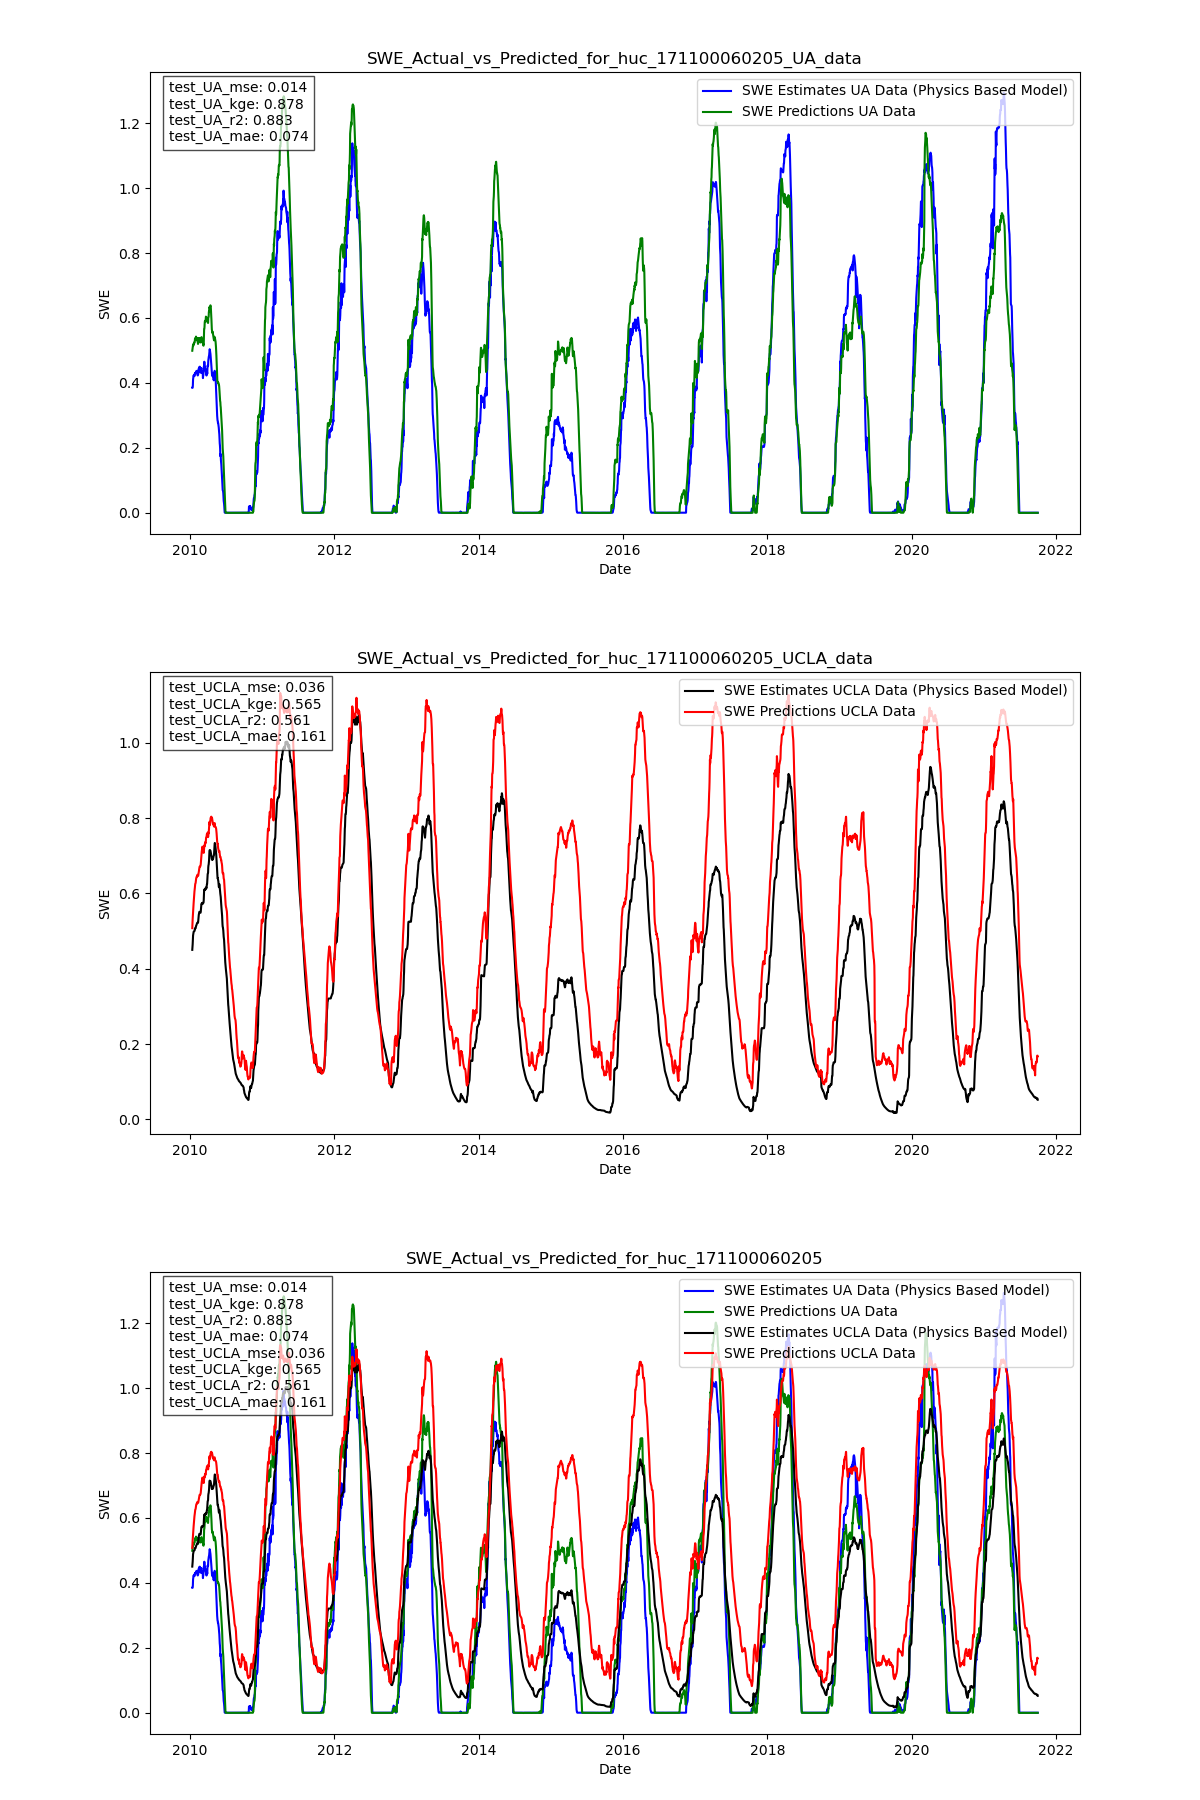 SWE_Actual_vs_Predicted_for_huc_171100060205_UA_data
test_UA_mse: 0.014
test_UA_kge: 0.878
test_UA_r2: 0.883
test_UA_mae: 0.074
SWE Estimates UA Data (Physics Based Model)
SWE Predictions UA Data
1.2
1.0
0.8
0.6
0.4
0.2
0.0
SWE
2010
2012
2014
2016
2018
2020
2022
Date
SWE_Actual_vs_Predicted_for_huc_171100060205_UCLA_data
test_UCLA_mse: 0.036
test_UCLA_kge: 0.565
test_UCLA_r2: 0.561
test_UCLA_mae: 0.161
SWE Estimates UCLA Data (Physics Based Model)
SWE Predictions UCLA Data
1.0
0.8
0.6
0.4
0.2
0.0
SWE
2010
2012
2014
2016
2018
2020
2022
Date
SWE_Actual_vs_Predicted_for_huc_171100060205
test_UA_mse: 0.014
test_UA_kge: 0.878
test_UA_r2: 0.883
test_UA_mae: 0.074
test_UCLA_mse: 0.036
test_UCLA_kge: 0.565
test_UCLA_r2: 0.561
test_UCLA_mae: 0.161
SWE Estimates UA Data (Physics Based Model)
SWE Predictions UA Data
SWE Estimates UCLA Data (Physics Based Model)
SWE Predictions UCLA Data
1.2
1.0
0.8
0.6
0.4
0.2
0.0
SWE
2010
2012
2014
2016
2018
2020
2022
Date